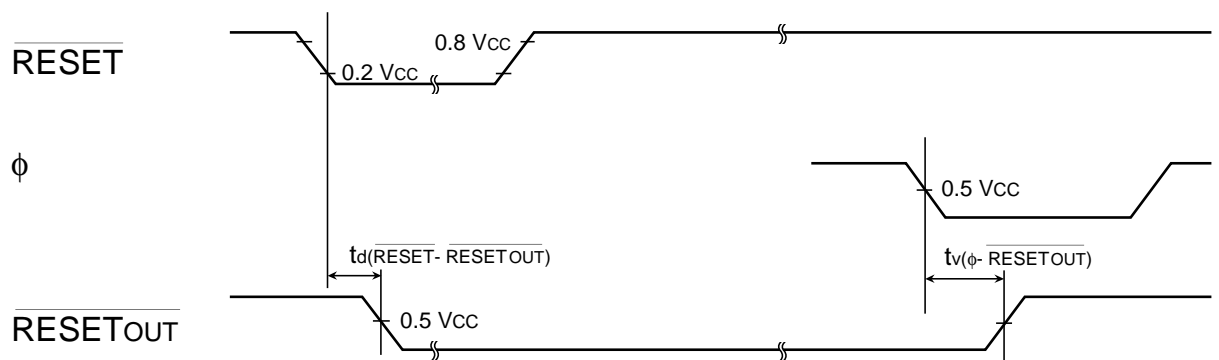 RESET
0.8 VCC
0.2 VCC
ϕ
0.5 VCC
td(RESET- RESETOUT)
tv(ϕ- RESETOUT)
RESETOUT
0.5 VCC